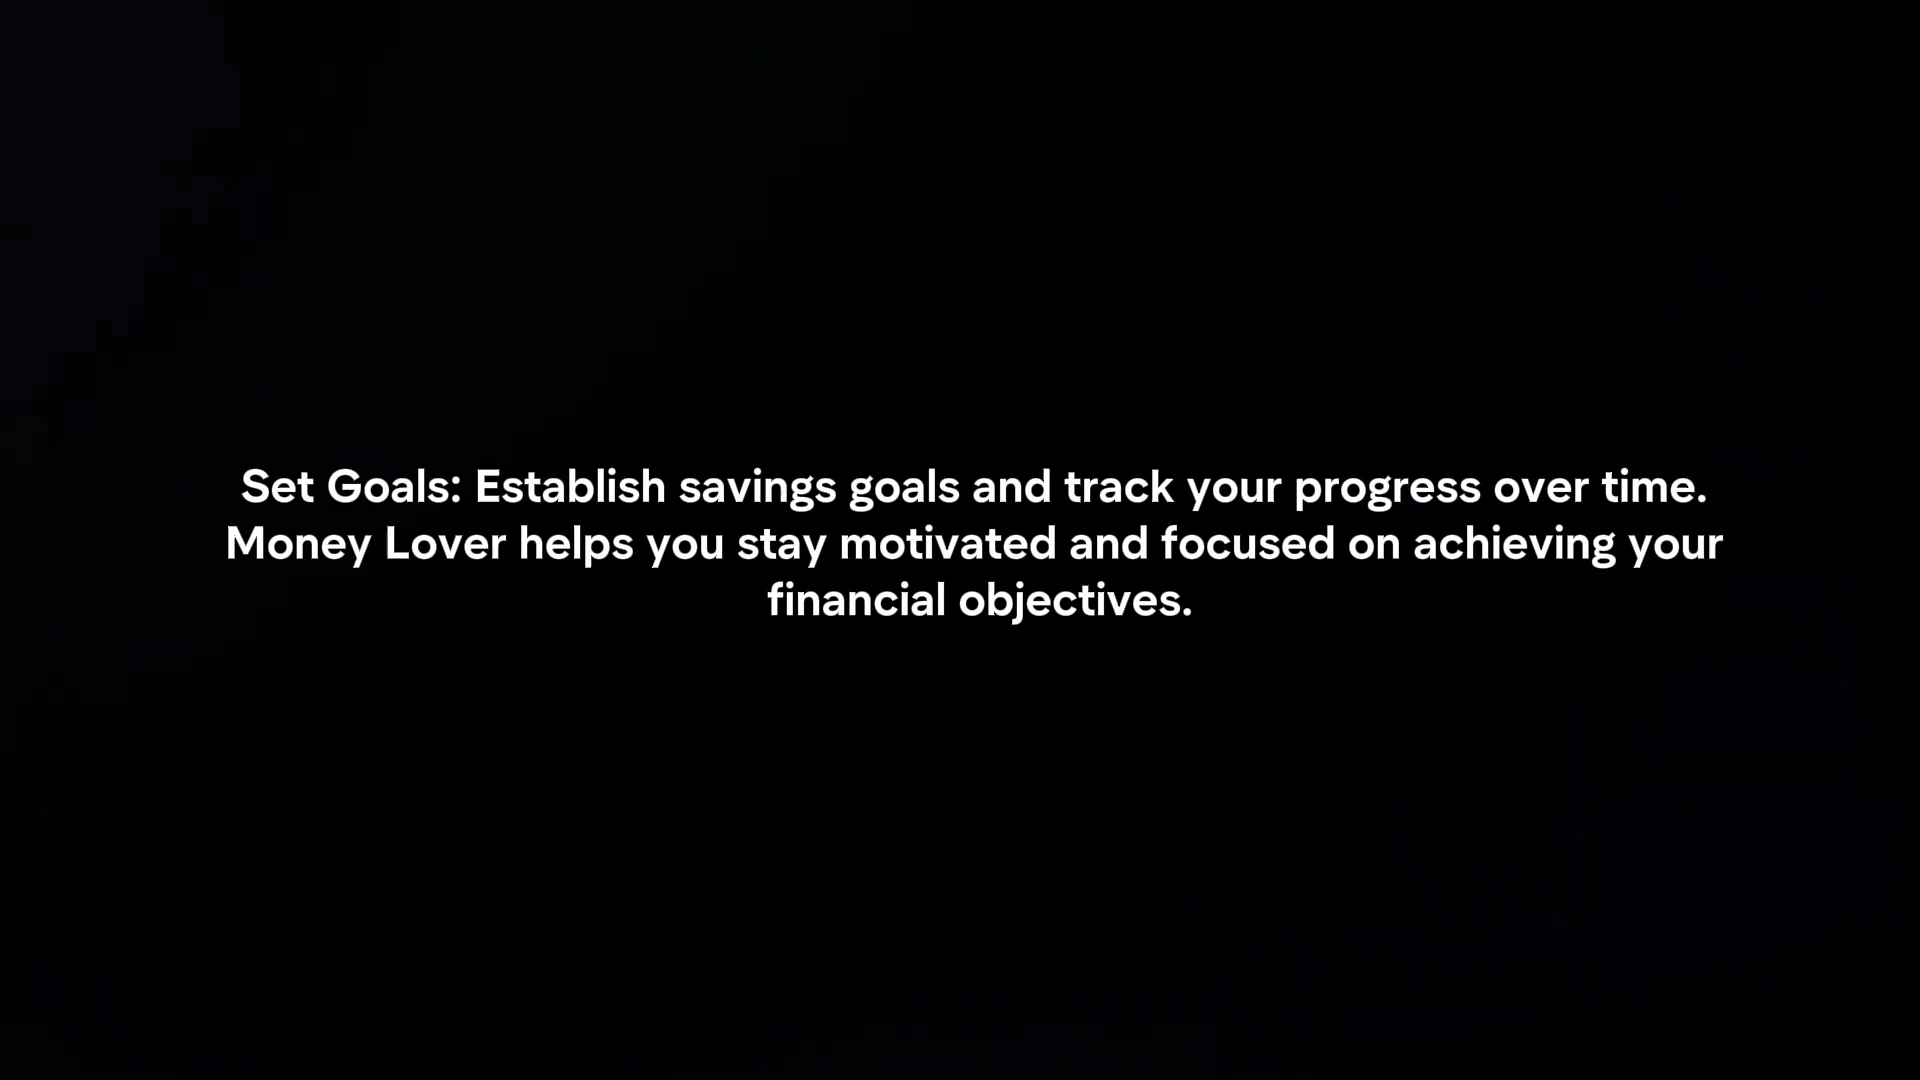 Set Goals: Establish savings goals and track your progress over time.
Money Lover helps you stay motivated and focused on achieving your
financial objectives.